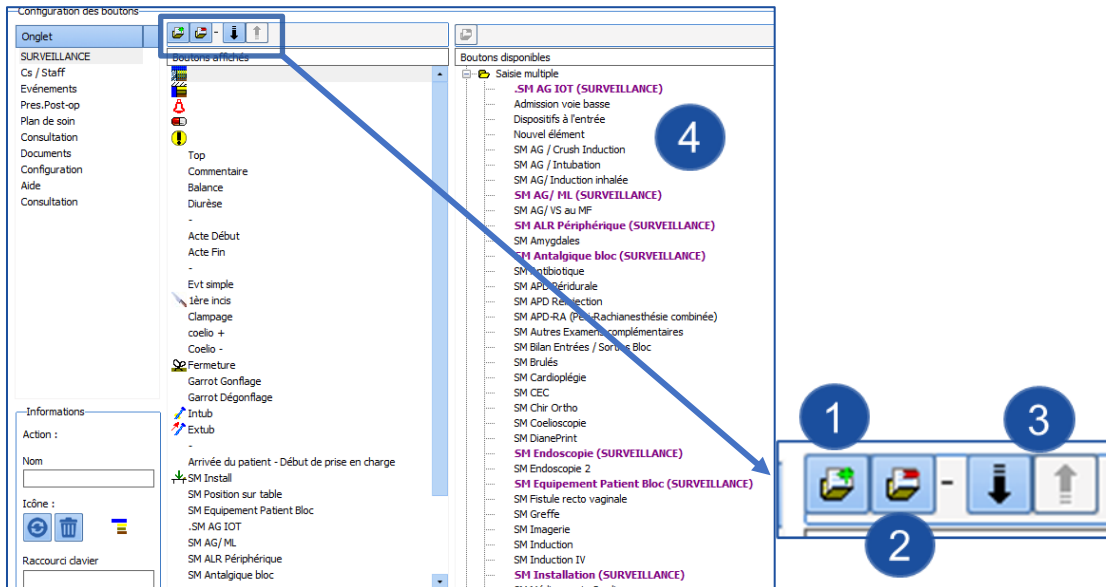 Configuration des boutons
Onglet
SURVEILLANCE
Cs / Staff
Evénements
Pres.Post-op
Plan de soin
Consultation
Documents
Configuration
Aide
Consultation
Informations
Action :
Nom
Icône :
Raccourci clavier
-
Boutons affichés
Top
Commentaire
Balance
Diurèse
-
Acte Début
Acte Fin
-
Evt simple
1ère incis
Clampage
coelio +
Coelio -
Fermeture
Garrot Gonflage
Garrot Dégonflage
Intub
Extub
-
Arrivée du patient - Début de prise en charge
SM Install
SM Position sur table
SM Equipement Patient Bloc
.SM AG IOT
SM AG/ ML
SM ALR Périphérique
SM Antalgique bloc
Boutons disponibles
Saisie multiple
.SM AG IOT (SURVEILLANCE)
Admission voie basse
Dispositifs à l'entrée
Nouvel élément
SM AG / Crush Induction
SM AG / Intubation
SM AG/ Induction inhalée
SM AG/ ML (SURVEILLANCE)
SM AG/ VS au MF
SM ALR Périphérique (SURVEILLANCE)
SM Amygdales
SM Antalgique bloc (SURVEILLANCE)
SM Antibiotique
SM APD Péridurale
SM APD Réinjection
SM APD-RA (Péri-Rachianesthésie combinée)
SM Autres Examens complémentaires
SM Bilan Entrées / Sorties Bloc
SM Brulés
SM Cardioplégie
SM CEC
SM Chir Ortho
SM Coelioscopie
SM DianePrint
SM Endoscopie (SURVEILLANCE)
SM Endoscopie 2
SM Equipement Patient Bloc (SURVEILLANCE)
SM Fistule recto vaginale
SM Greffe
SM Imagerie
SM Induction
SM Induction IV
SM Installation (SURVEILLANCE)
4
1
3
-
2